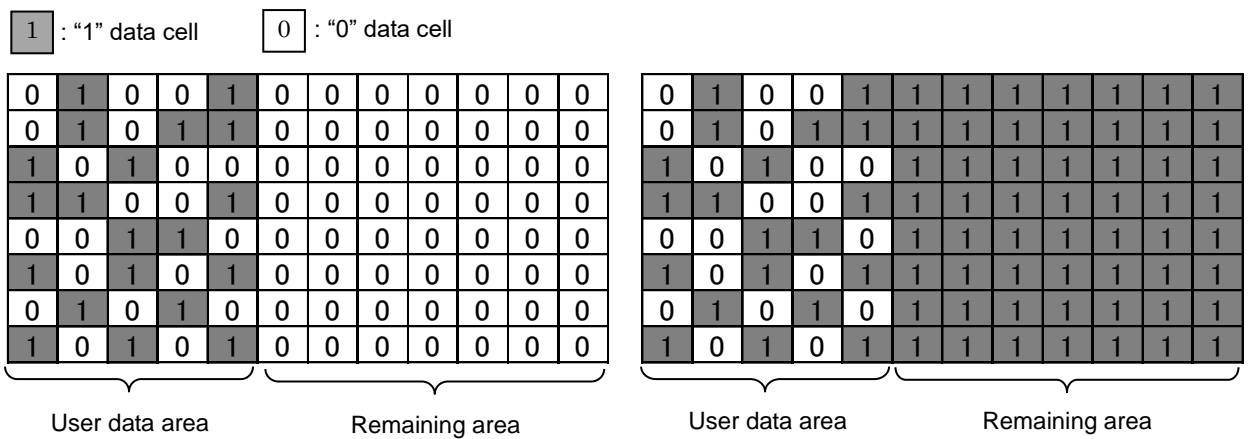 1 : “1” data cell 0 : “0” data cell
0 1 0 0 1 0 0 0 0 0 0 0 0 1 0 0 1 1 1 1 1 1 1 1
0 1 0 1 1 0 0 0 0 0 0 0 0 1 0 1 1 1 1 1 1 1 1 1
1 0 1 0 0 0 0 0 0 0 0 0 1 0 1 0 0 1 1 1 1 1 1 1
1 1 0 0 1 0 0 0 0 0 0 0 1 1 0 0 1 1 1 1 1 1 1 1
0 0 1 1 0 0 0 0 0 0 0 0 0 0 1 1 0 1 1 1 1 1 1 1
1 0 1 0 1 0 0 0 0 0 0 0 1 0 1 0 1 1 1 1 1 1 1 1
0 1 0 1 0 0 0 0 0 0 0 0 0 1 0 1 0 1 1 1 1 1 1 1
1 0 1 0 1 0 0 0 0 0 0 0 1 0 1 0 1 1 1 1 1 1 1 1
User data area Remaining area User data area Remaining area